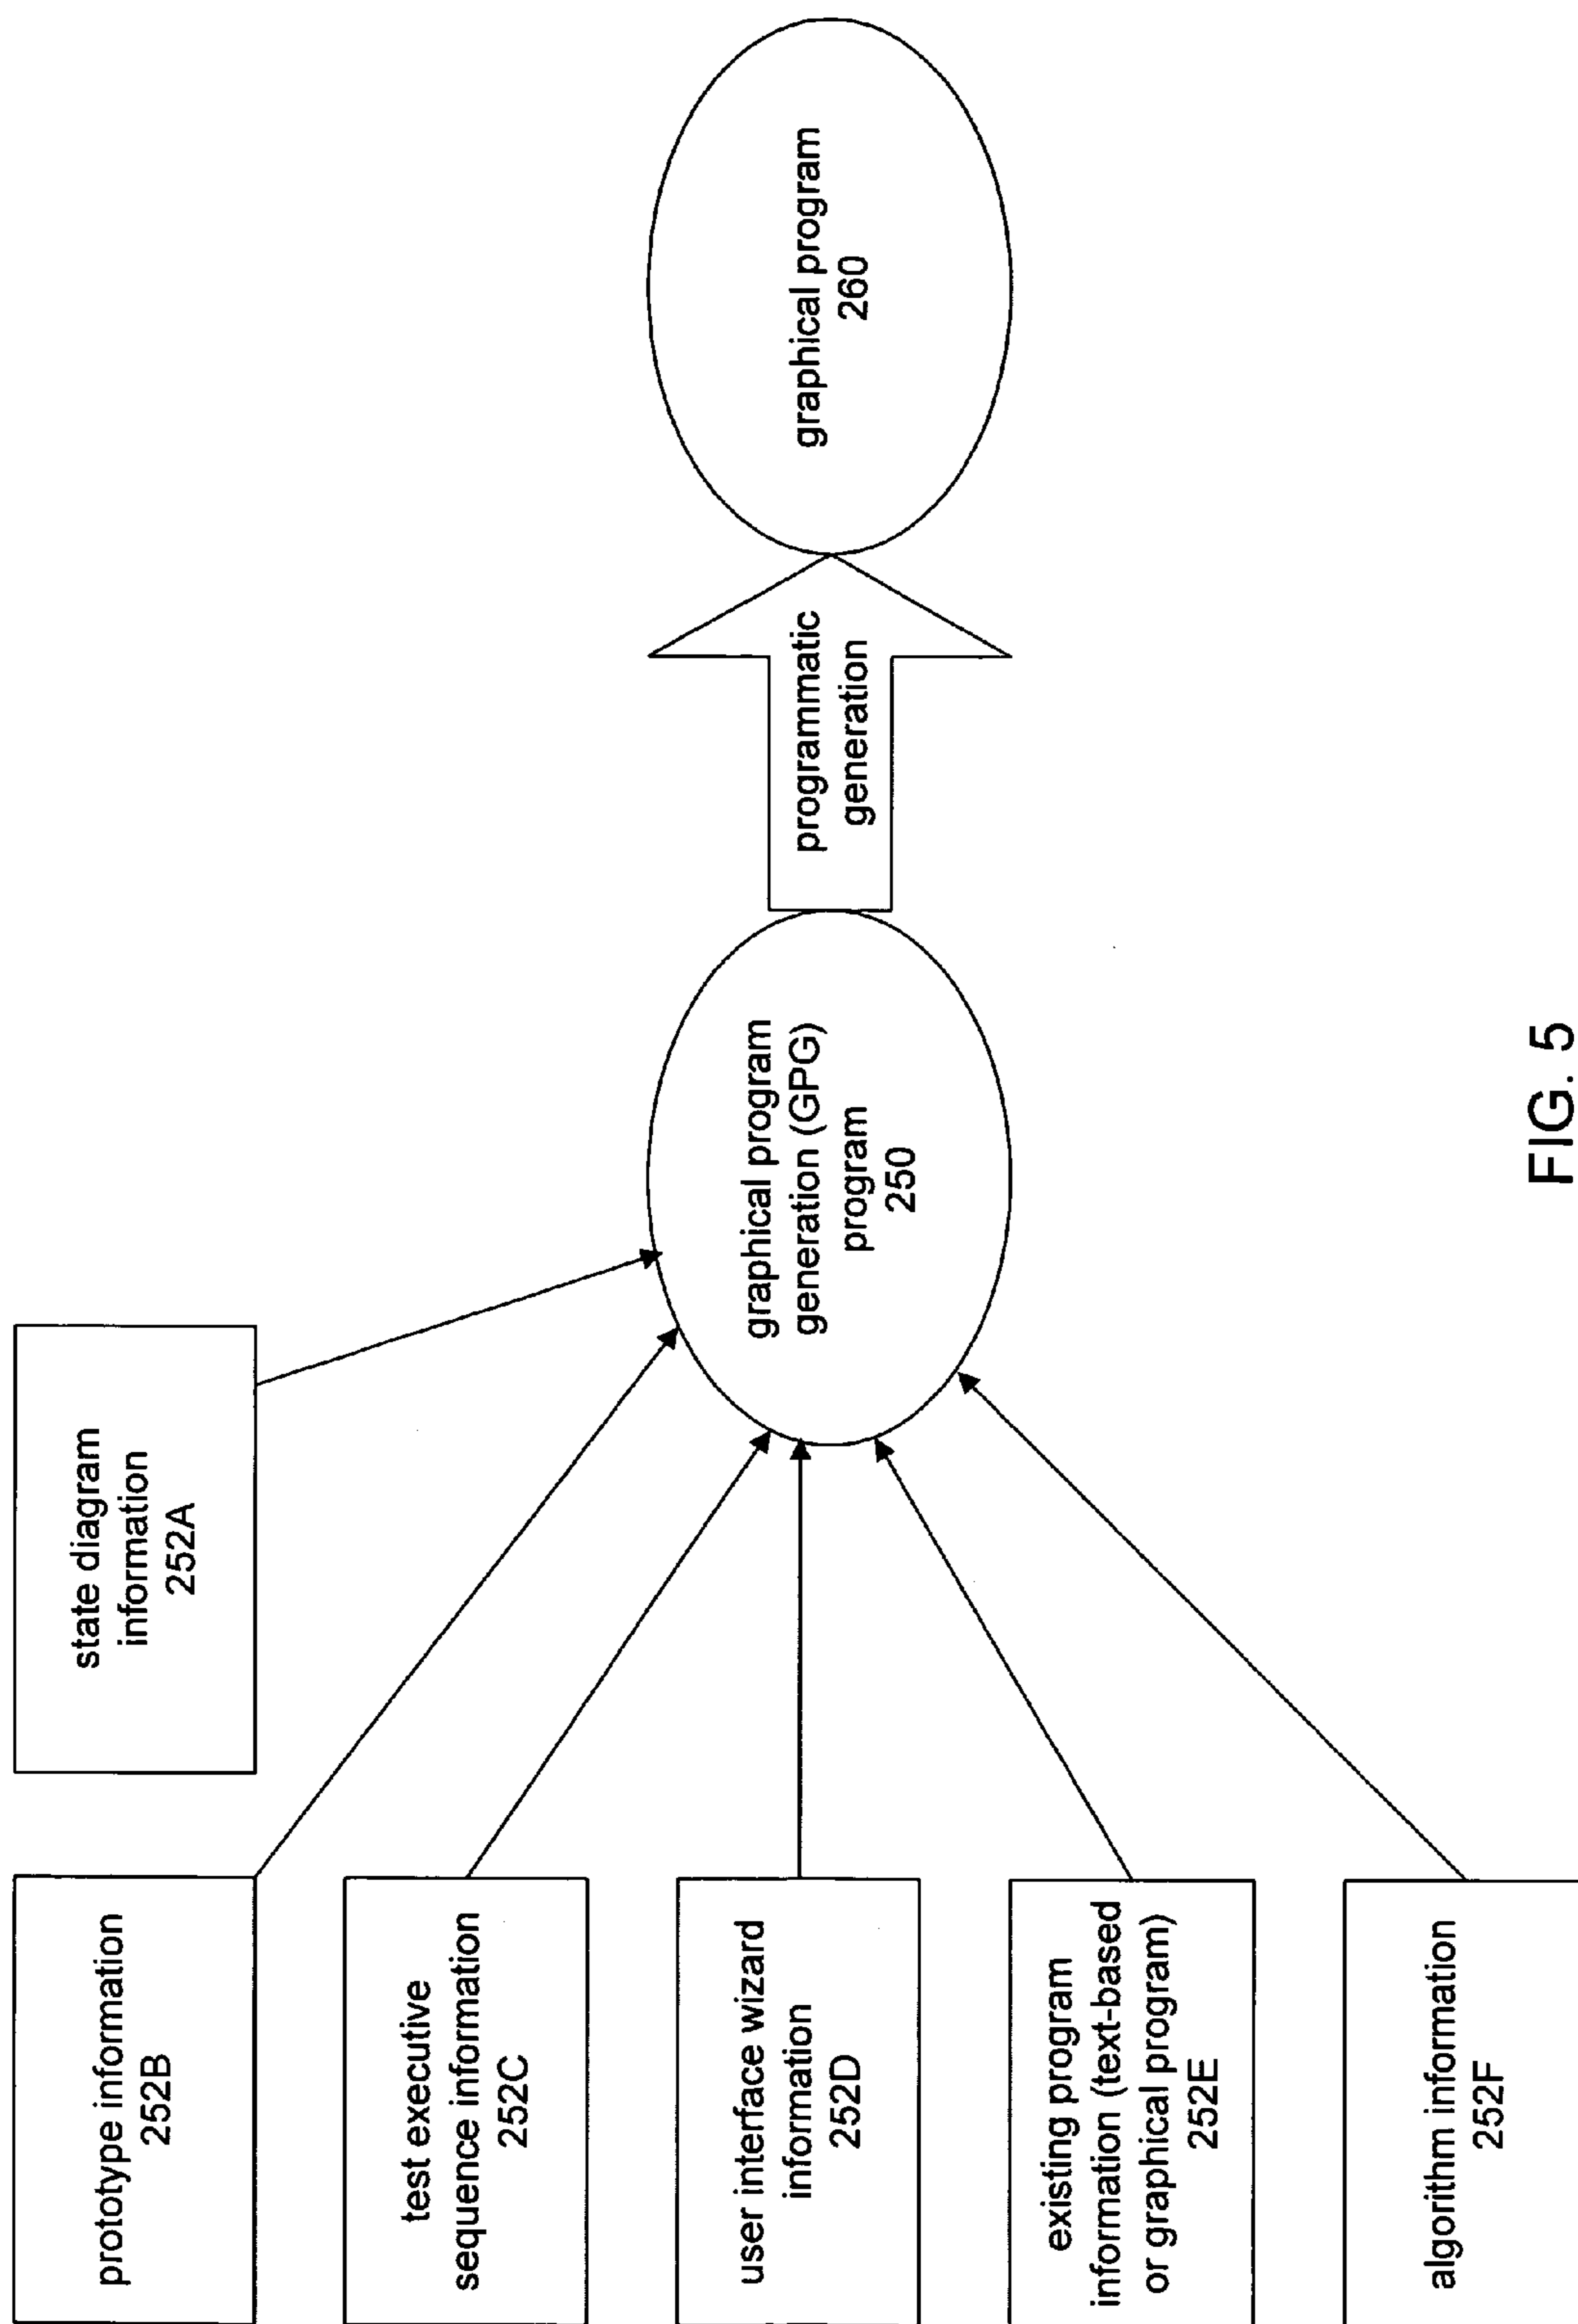 state diagram
information
252A
prototype information
252B
test executive
sequence information
252C
user interface wizard
information
252D
existing program
information (text-based
or graphical program)
252E
algorithm information
252F
graphical program
generation (GPG)
program
250
programmatic
generation
graphical program
260
FIG. 5